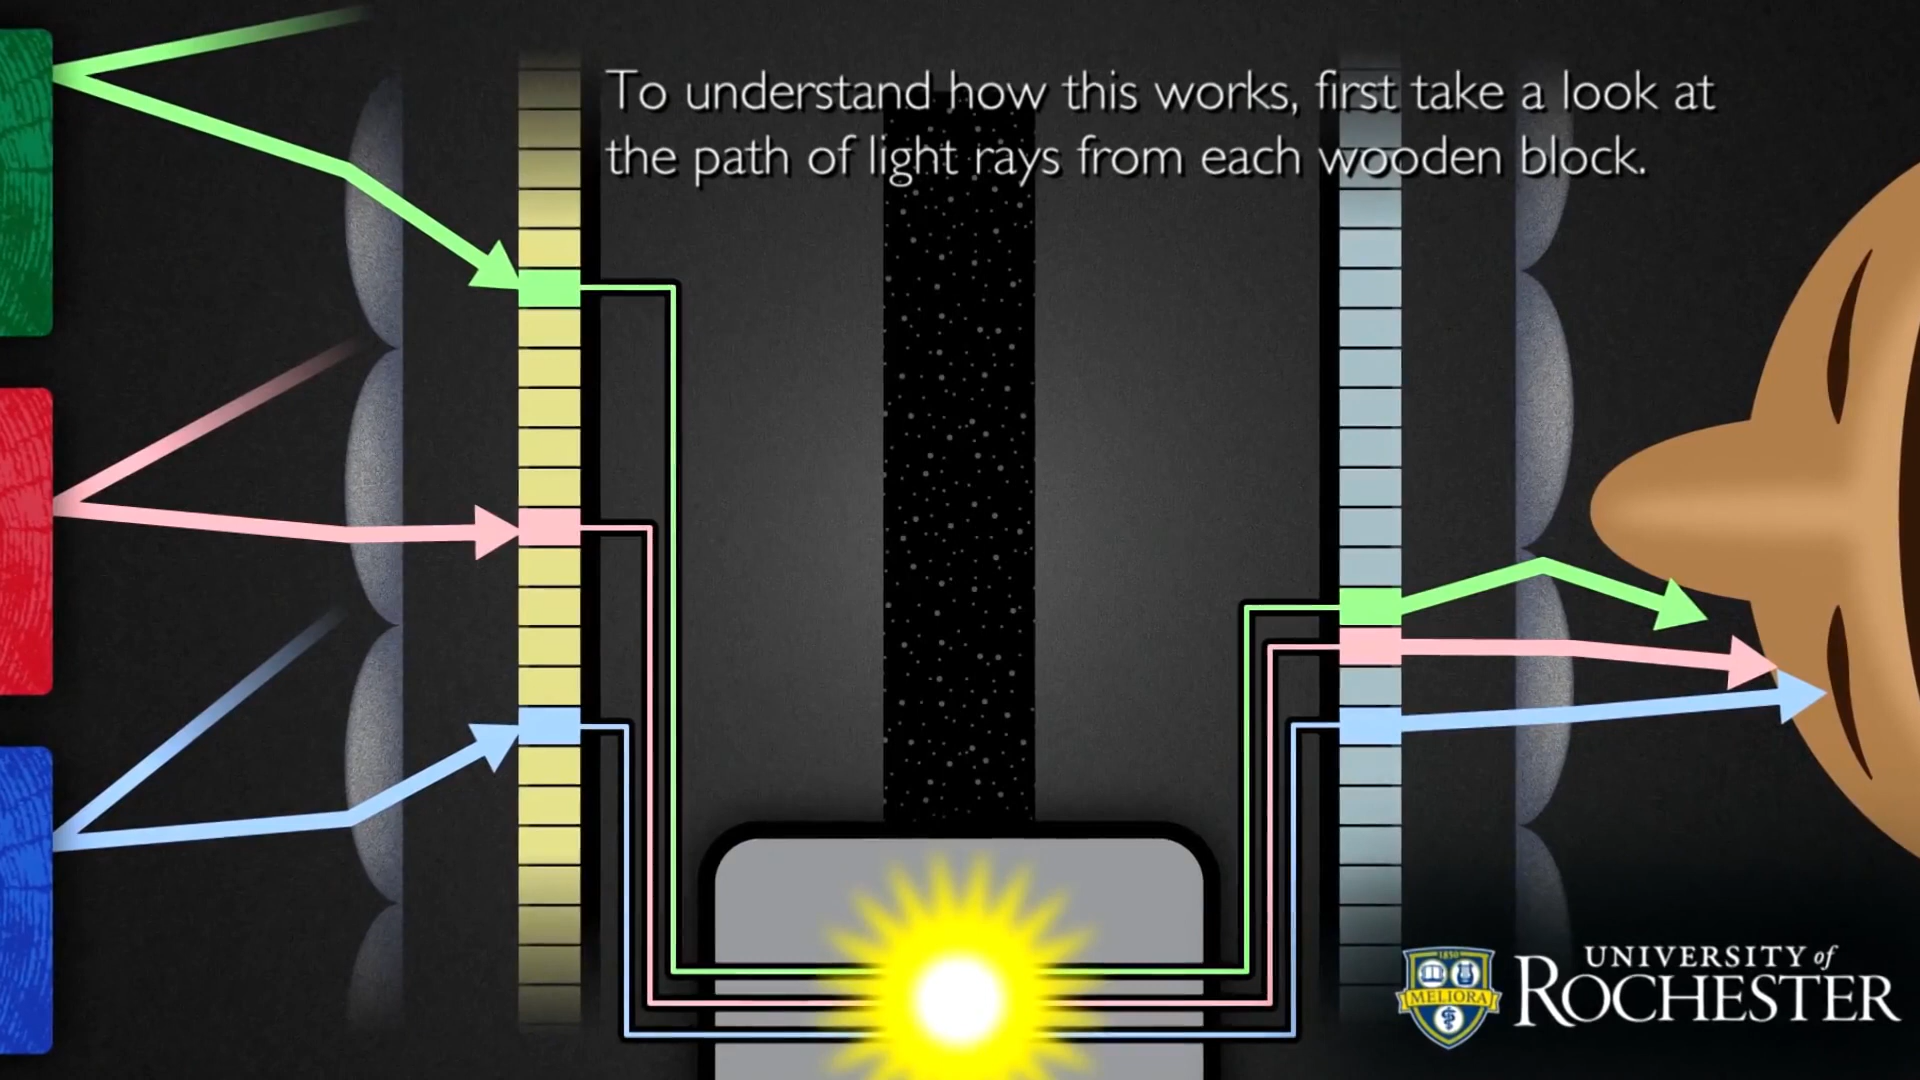 To understand how this works, first take a look at
the path of light rays from each wooden block.
1850
MELIORA
UNIVERSITY of
ROCHESTER